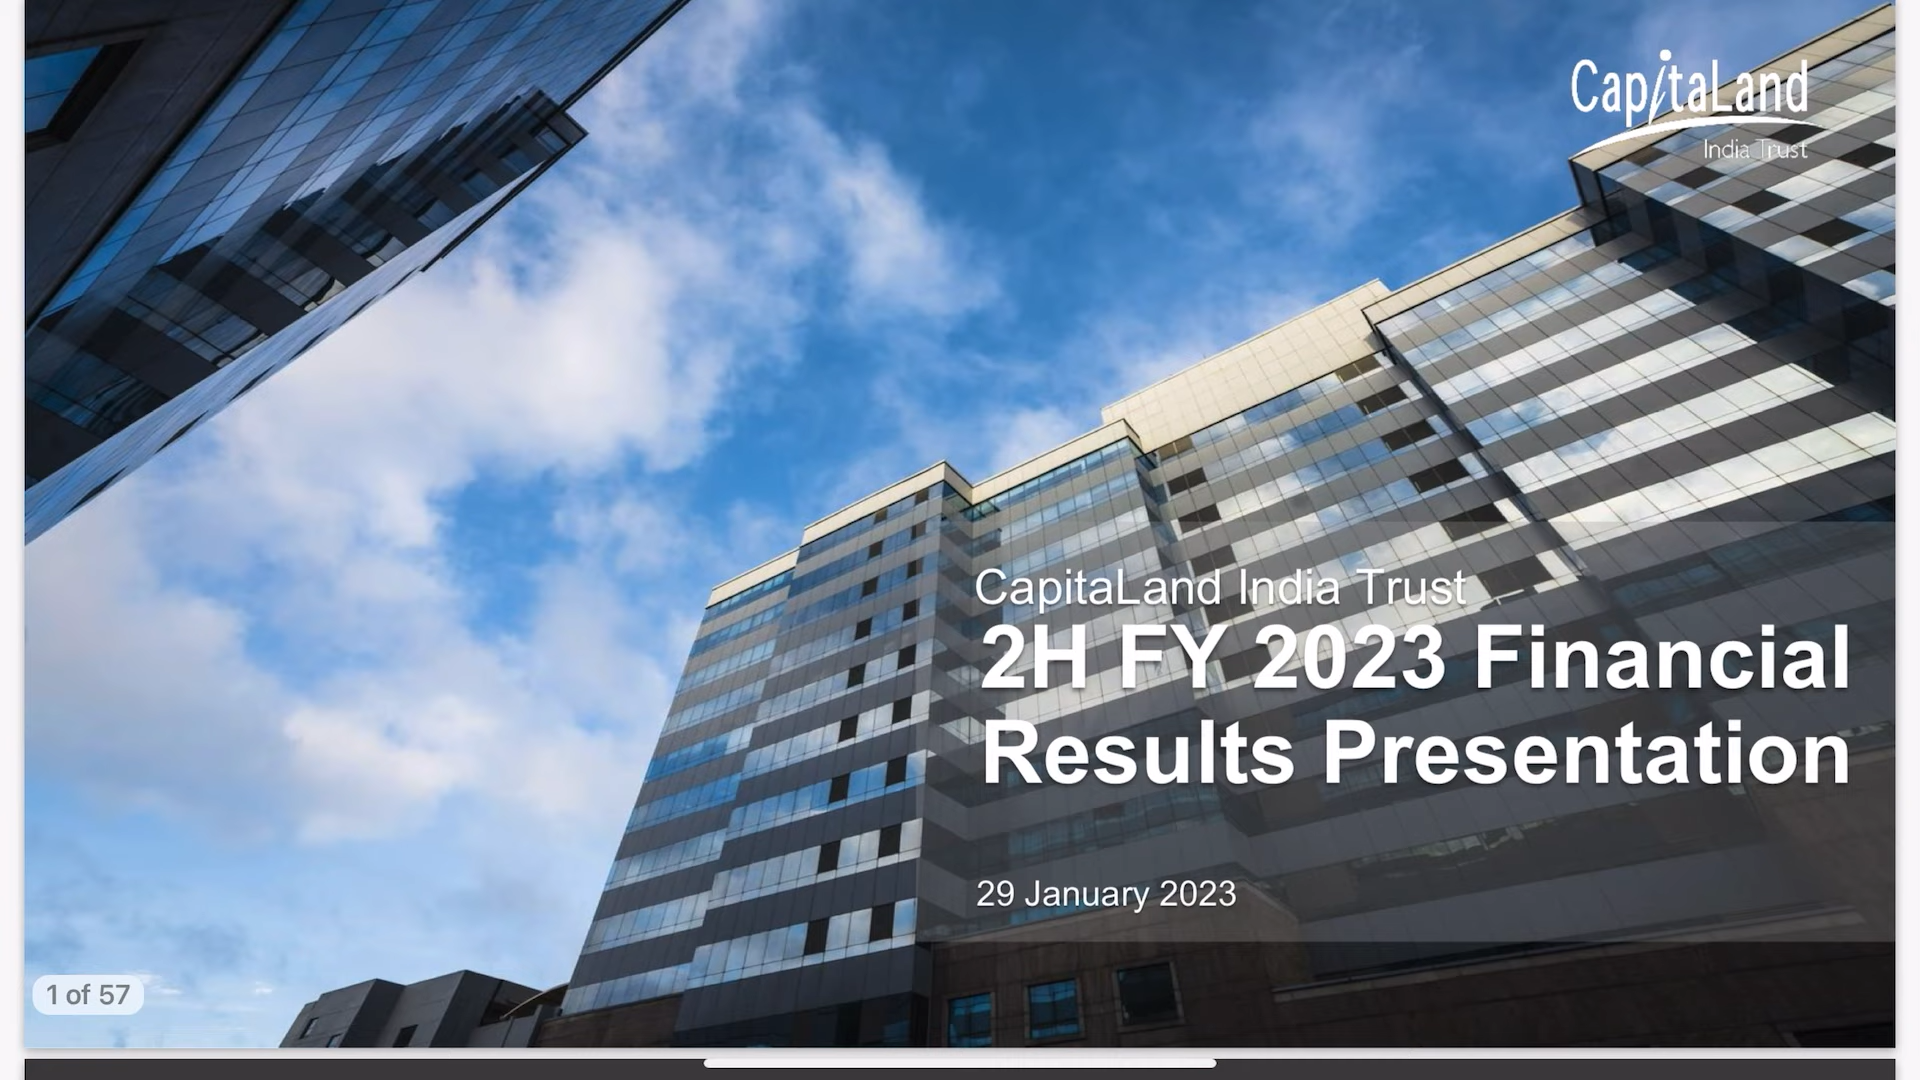 CapitaLand
India Trust
CapitaLand India Trust
2H FY 2023 Financial
Results Presentation
29 January 2023
1 of 57